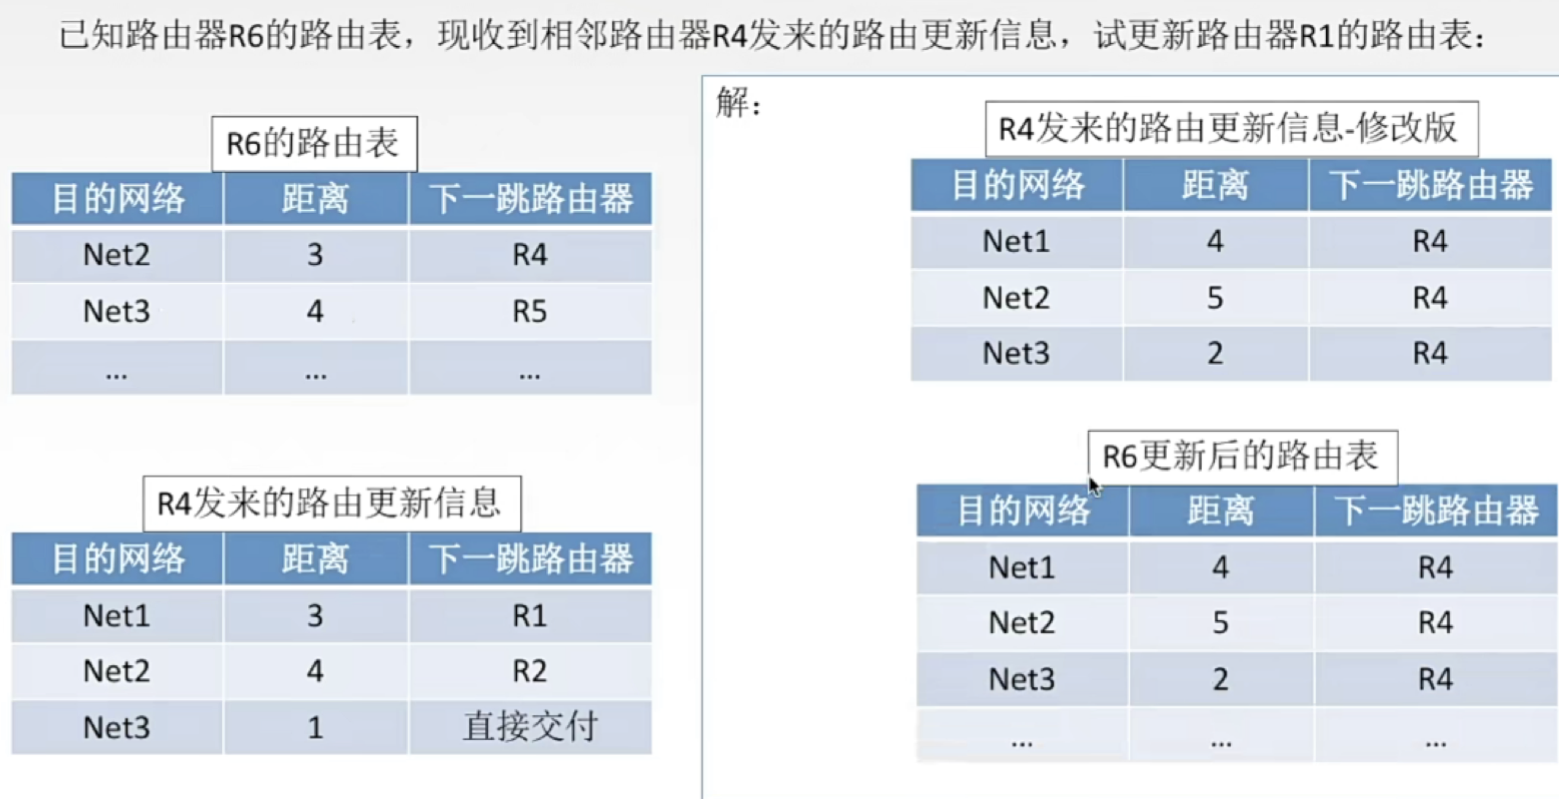 已知路由器R6的路由表，现收到相邻路由器R4发来的路由更新信息，试更新路由器R1的路由表：
R6的路由表
目的网络 距离 下一跳路由器
Net2 3 R4
Net3 4 R5
... ... ...
R4发来的路由更新信息
目的网络 距离 下一跳路由器
Net1 3 R1
Net2 4 R2
Net3 1 直接交付
解：
R4发来的路由更新信息-修改版
目的网络 距离 下一跳路由器
Net1 4 R4
Net2 5 R4
Net3 2 R4
R6更新后的路由表
目的网络 距离 下一跳路由器
Net1 4 R4
Net2 5 R4
Net3 2 R4
... ... ...